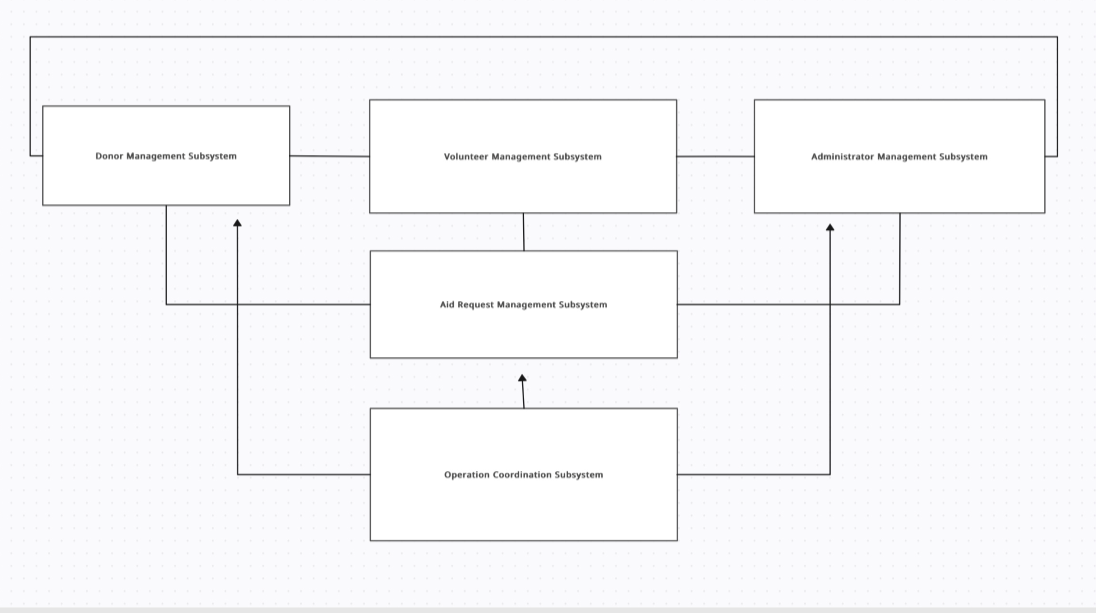 Donor Management Subsystem
Volunteer Management Subsystem
Administrator Management Subsystem
Aid Request Management Subsystem
Operation Coordination Subsystem